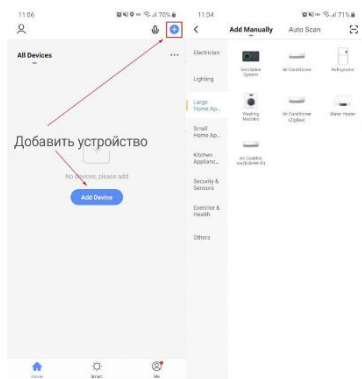 11:06
70%
All Devices
Добавить устройство
No devices, please add
Add Device
Home
Smart
Me
11:04
71%
Add Manually
Auto Scan
Electrician
Lighting
Large
Home Ap...
Small
Home Ap...
Kitchen
Applianc...
Security &
Sensors
Exercise &
Health
Others
Ventilation
System
Air Conditioner
Refrigerator
Washing
Machine
Air Conditioner
(ZigBee)
Water Heater